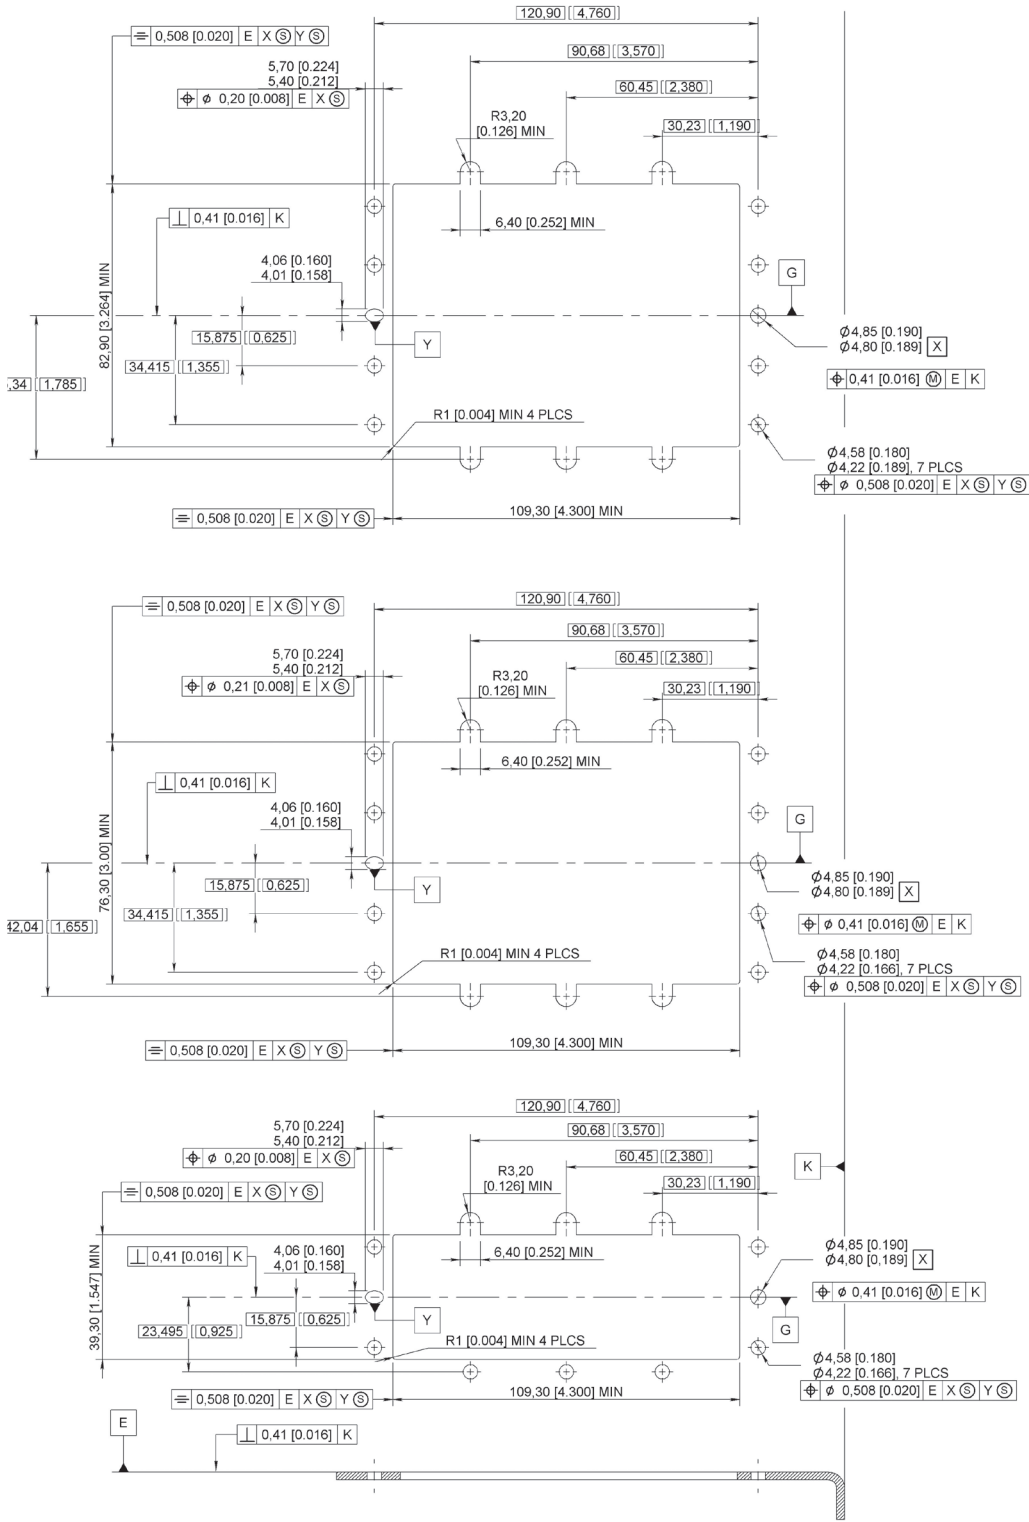 120,90 [4,760]
⌯ 0,508 [0.020] E X Ⓢ Y Ⓢ
90,68 [3,570]
5,70 [0.224]
5,40 [0.212]
60,45 [2,380]
⌖ ϕ 0,20 [0.008] E X Ⓢ
R3,20
[0.126] MIN
30,23 [1,190]
⊥ 0,41 [0.016] K
6,40 [0.252] MIN
4,06 [0.160]
4,01 [0.158]
G
82,90 [3.264] MIN
15,875 [0,625]
Y
ϕ4,85 [0.190]
ϕ4,80 [0.189] X
34,415 [1,355]
,34 [1,785]
⌖ 0,41 [0.016] Ⓜ E K
R1 [0.004] MIN 4 PLCS
ϕ4,58 [0.180]
ϕ4,22 [0.189], 7 PLCS
⌖ ϕ 0,508 [0.020] E X Ⓢ Y Ⓢ
⌯ 0,508 [0.020] E X Ⓢ Y Ⓢ
109,30 [4.300] MIN
120,90 [4,760]
⌯ 0,508 [0.020] E X Ⓢ Y Ⓢ
90,68 [3,570]
5,70 [0.224]
5,40 [0.212]
60,45 [2,380]
⌖ ϕ 0,21 [0.008] E X Ⓢ
R3,20
[0.126] MIN
30,23 [1,190]
6,40 [0.252] MIN
⊥ 0,41 [0.016] K
4,06 [0.160]
4,01 [0.158]
G
76,30 [3.00] MIN
15,875 [0,625]
Y
ϕ4,85 [0.190]
ϕ4,80 [0.189] X
34,415 [1,355]
42,04 [1,655]
⌖ ϕ 0,41 [0.016] Ⓜ E K
R1 [0.004] MIN 4 PLCS
ϕ4,58 [0.180]
ϕ4,22 [0.166], 7 PLCS
⌖ ϕ 0,508 [0.020] E X Ⓢ Y Ⓢ
⌯ 0,508 [0.020] E X Ⓢ Y Ⓢ
109,30 [4.300] MIN
120,90 [4,760]
5,70 [0.224]
5,40 [0.212]
90,68 [3,570]
⌖ ϕ 0,20 [0.008] E X Ⓢ
60,45 [2,380]
K
R3,20
[0.126] MIN
30,23 [1,190]
⌯ 0,508 [0.020] E X Ⓢ Y Ⓢ
⊥ 0,41 [0.016] K
4,06 [0.160]
4,01 [0.158]
6,40 [0.252] MIN
ϕ4,85 [0.190]
ϕ4,80 [0,189] X
39,30 [1.547] MIN
⌖ ϕ 0,41 [0.016] Ⓜ E K
15,875 [0,625]
Y
G
23,495 [0,925]
R1 [0.004] MIN 4 PLCS
ϕ4,58 [0.180]
ϕ4,22 [0.166], 7 PLCS
⌖ ϕ 0,508 [0.020] E X Ⓢ Y Ⓢ
⌯ 0,508 [0.020] E X Ⓢ Y Ⓢ
109,30 [4.300] MIN
E
⊥ 0,41 [0.016] K